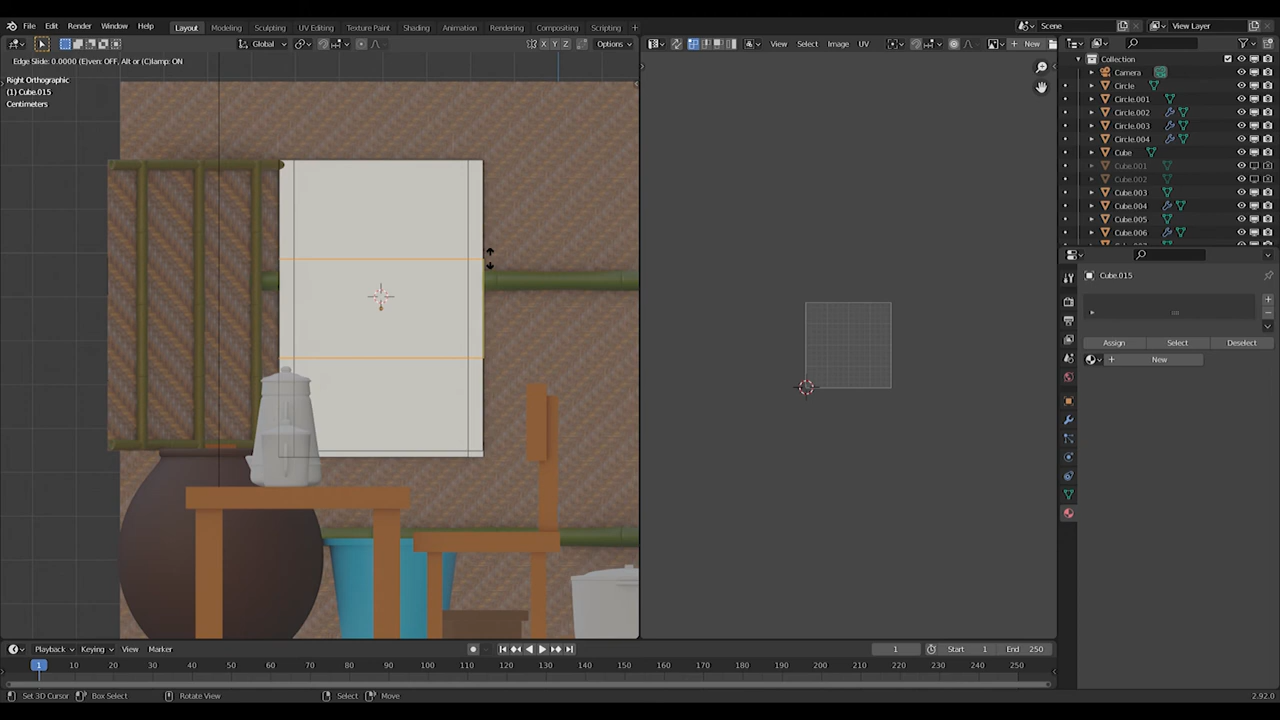 File Edit Render Window Help Layout Modeling Sculpting UV Editing Texture Paint Shading Animation Rendering Compositing Scripting Scene View Layer
Global Options View Select Image UV New
Edge Slide: 0.0000 (E)ven: OFF, Alt or (C)lamp: ON X Y Z
Right Orthographic
(1) Cube.015
Centimeters
Collection
Camera
Circle
Circle.001
Circle.002
Circle.003
Circle.004
Cube
Cube.001
Cube.002
Cube.003
Cube.004
Cube.005
Cube.006
Cube.015
Assign Select Deselect
New
Playback Keying View Marker 1 Start 1 End 250
1 10 20 30 40 50 60 70 80 90 100 110 120 130 140 150 160 170 180 190 200 210 220 230 240 250
Set 3D Cursor Box Select Rotate View Select Move 2.92.0